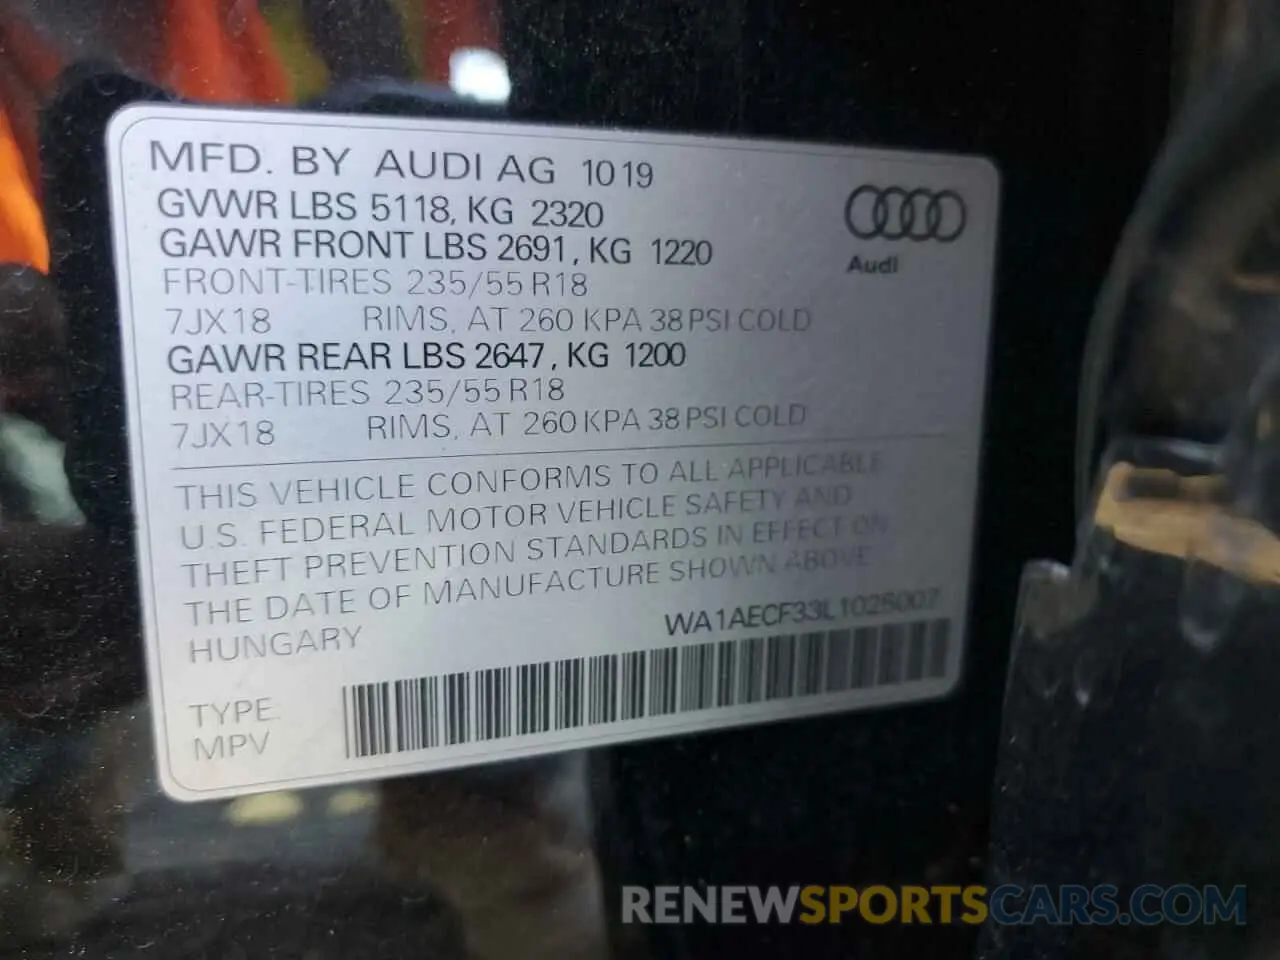 MFD. BY AUDI AG 1019
GVWR LBS 5118, KG 2320
GAWR FRONT LBS 2691, KG 1220
FRONT-TIRES 235/55 R18
7JX18 RIMS, AT 260 KPA 38 PSI COLD
GAWR REAR LBS 2647, KG 1200
REAR-TIRES 235/55 R18
7JX18 RIMS, AT 260 KPA 38 PSI COLD
Audi
THIS VEHICLE CONFORMS TO ALL APPLICABLE
U.S. FEDERAL MOTOR VEHICLE SAFETY AND
THEFT PREVENTION STANDARDS IN EFFECT ON
THE DATE OF MANUFACTURE SHOWN ABOVE
HUNGARY
WA1AECF33L1025007
TYPE
MPV
RENEWSPORTSCARS.COM